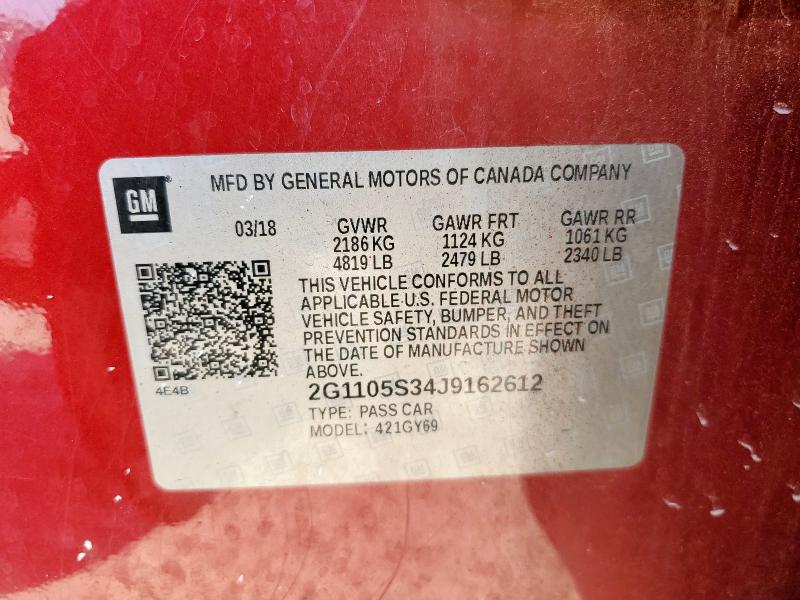 GM
MFD BY GENERAL MOTORS OF CANADA COMPANY
03/18 GVWR GAWR FRT GAWR RR
2186 KG 1124 KG 1061 KG
4819 LB 2479 LB 2340 LB
THIS VEHICLE CONFORMS TO ALL
APPLICABLE U.S. FEDERAL MOTOR
VEHICLE SAFETY, BUMPER, AND THEFT
PREVENTION STANDARDS IN EFFECT ON
THE DATE OF MANUFACTURE SHOWN
ABOVE.
4E4B
2G1105S34J9162612
TYPE: PASS CAR
MODEL: 421GY69